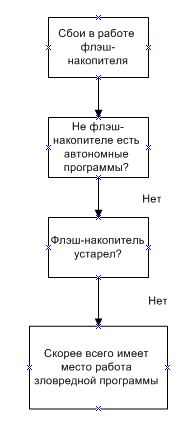 Сбои в работе
флэш-
накопителя
Не флэш-
накопителе есть
автономные
программы?
Нет
Флэш-накопитель
устарел?
Нет
Скорее всего имеет
место работа
зловредной программы